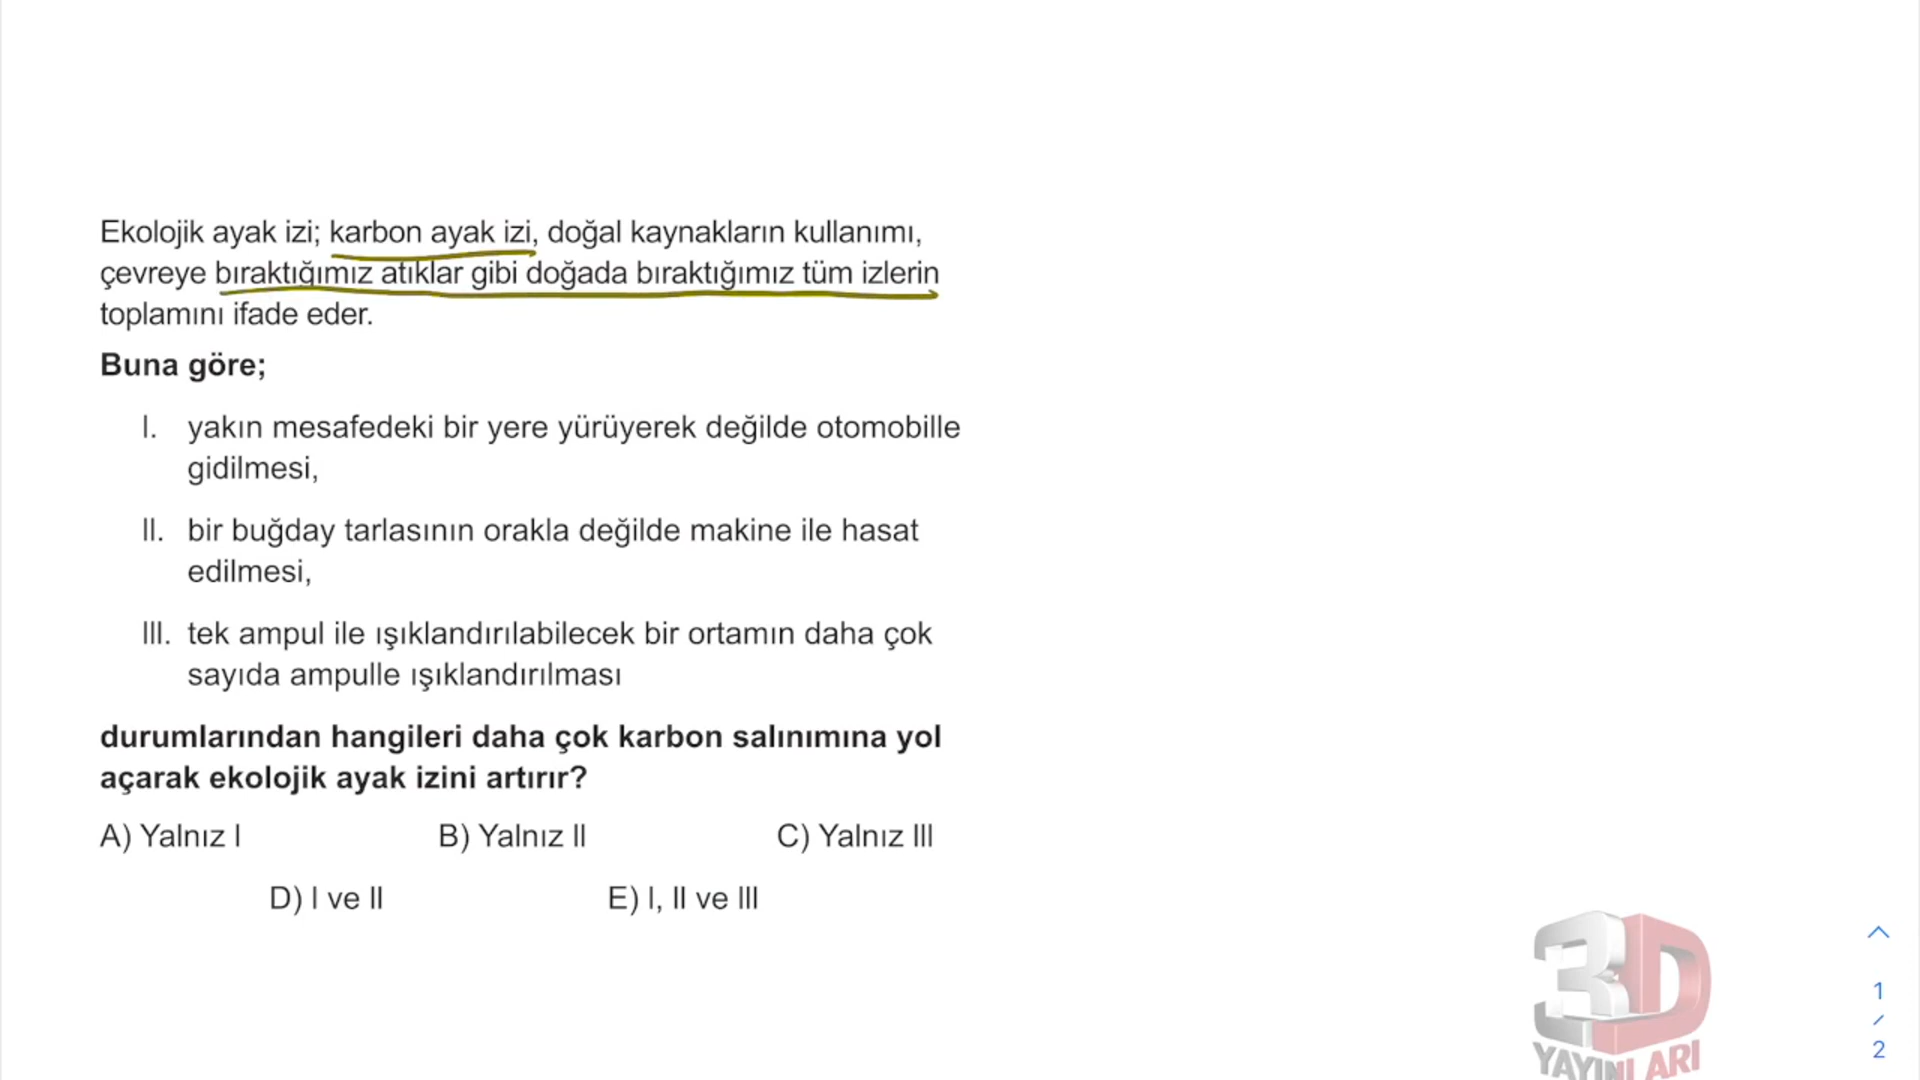 Ekolojik ayak izi; karbon ayak izi, doğal kaynakların kullanımı,
çevreye bıraktığımız atıklar gibi doğada bıraktığımız tüm izlerin
toplamını ifade eder.
Buna göre;
I. yakın mesafedeki bir yere yürüyerek değilde otomobille
gidilmesi,
II. bir buğday tarlasının orakla değilde makine ile hasat
edilmesi,
III. tek ampul ile ışıklandırılabilecek bir ortamın daha çok
sayıda ampulle ışıklandırılması
durumlarından hangileri daha çok karbon salınımına yol
açarak ekolojik ayak izini artırır?
A) Yalnız I B) Yalnız II C) Yalnız III
D) I ve II E) I, II ve III
3D
YAYINLARI
1
/
2